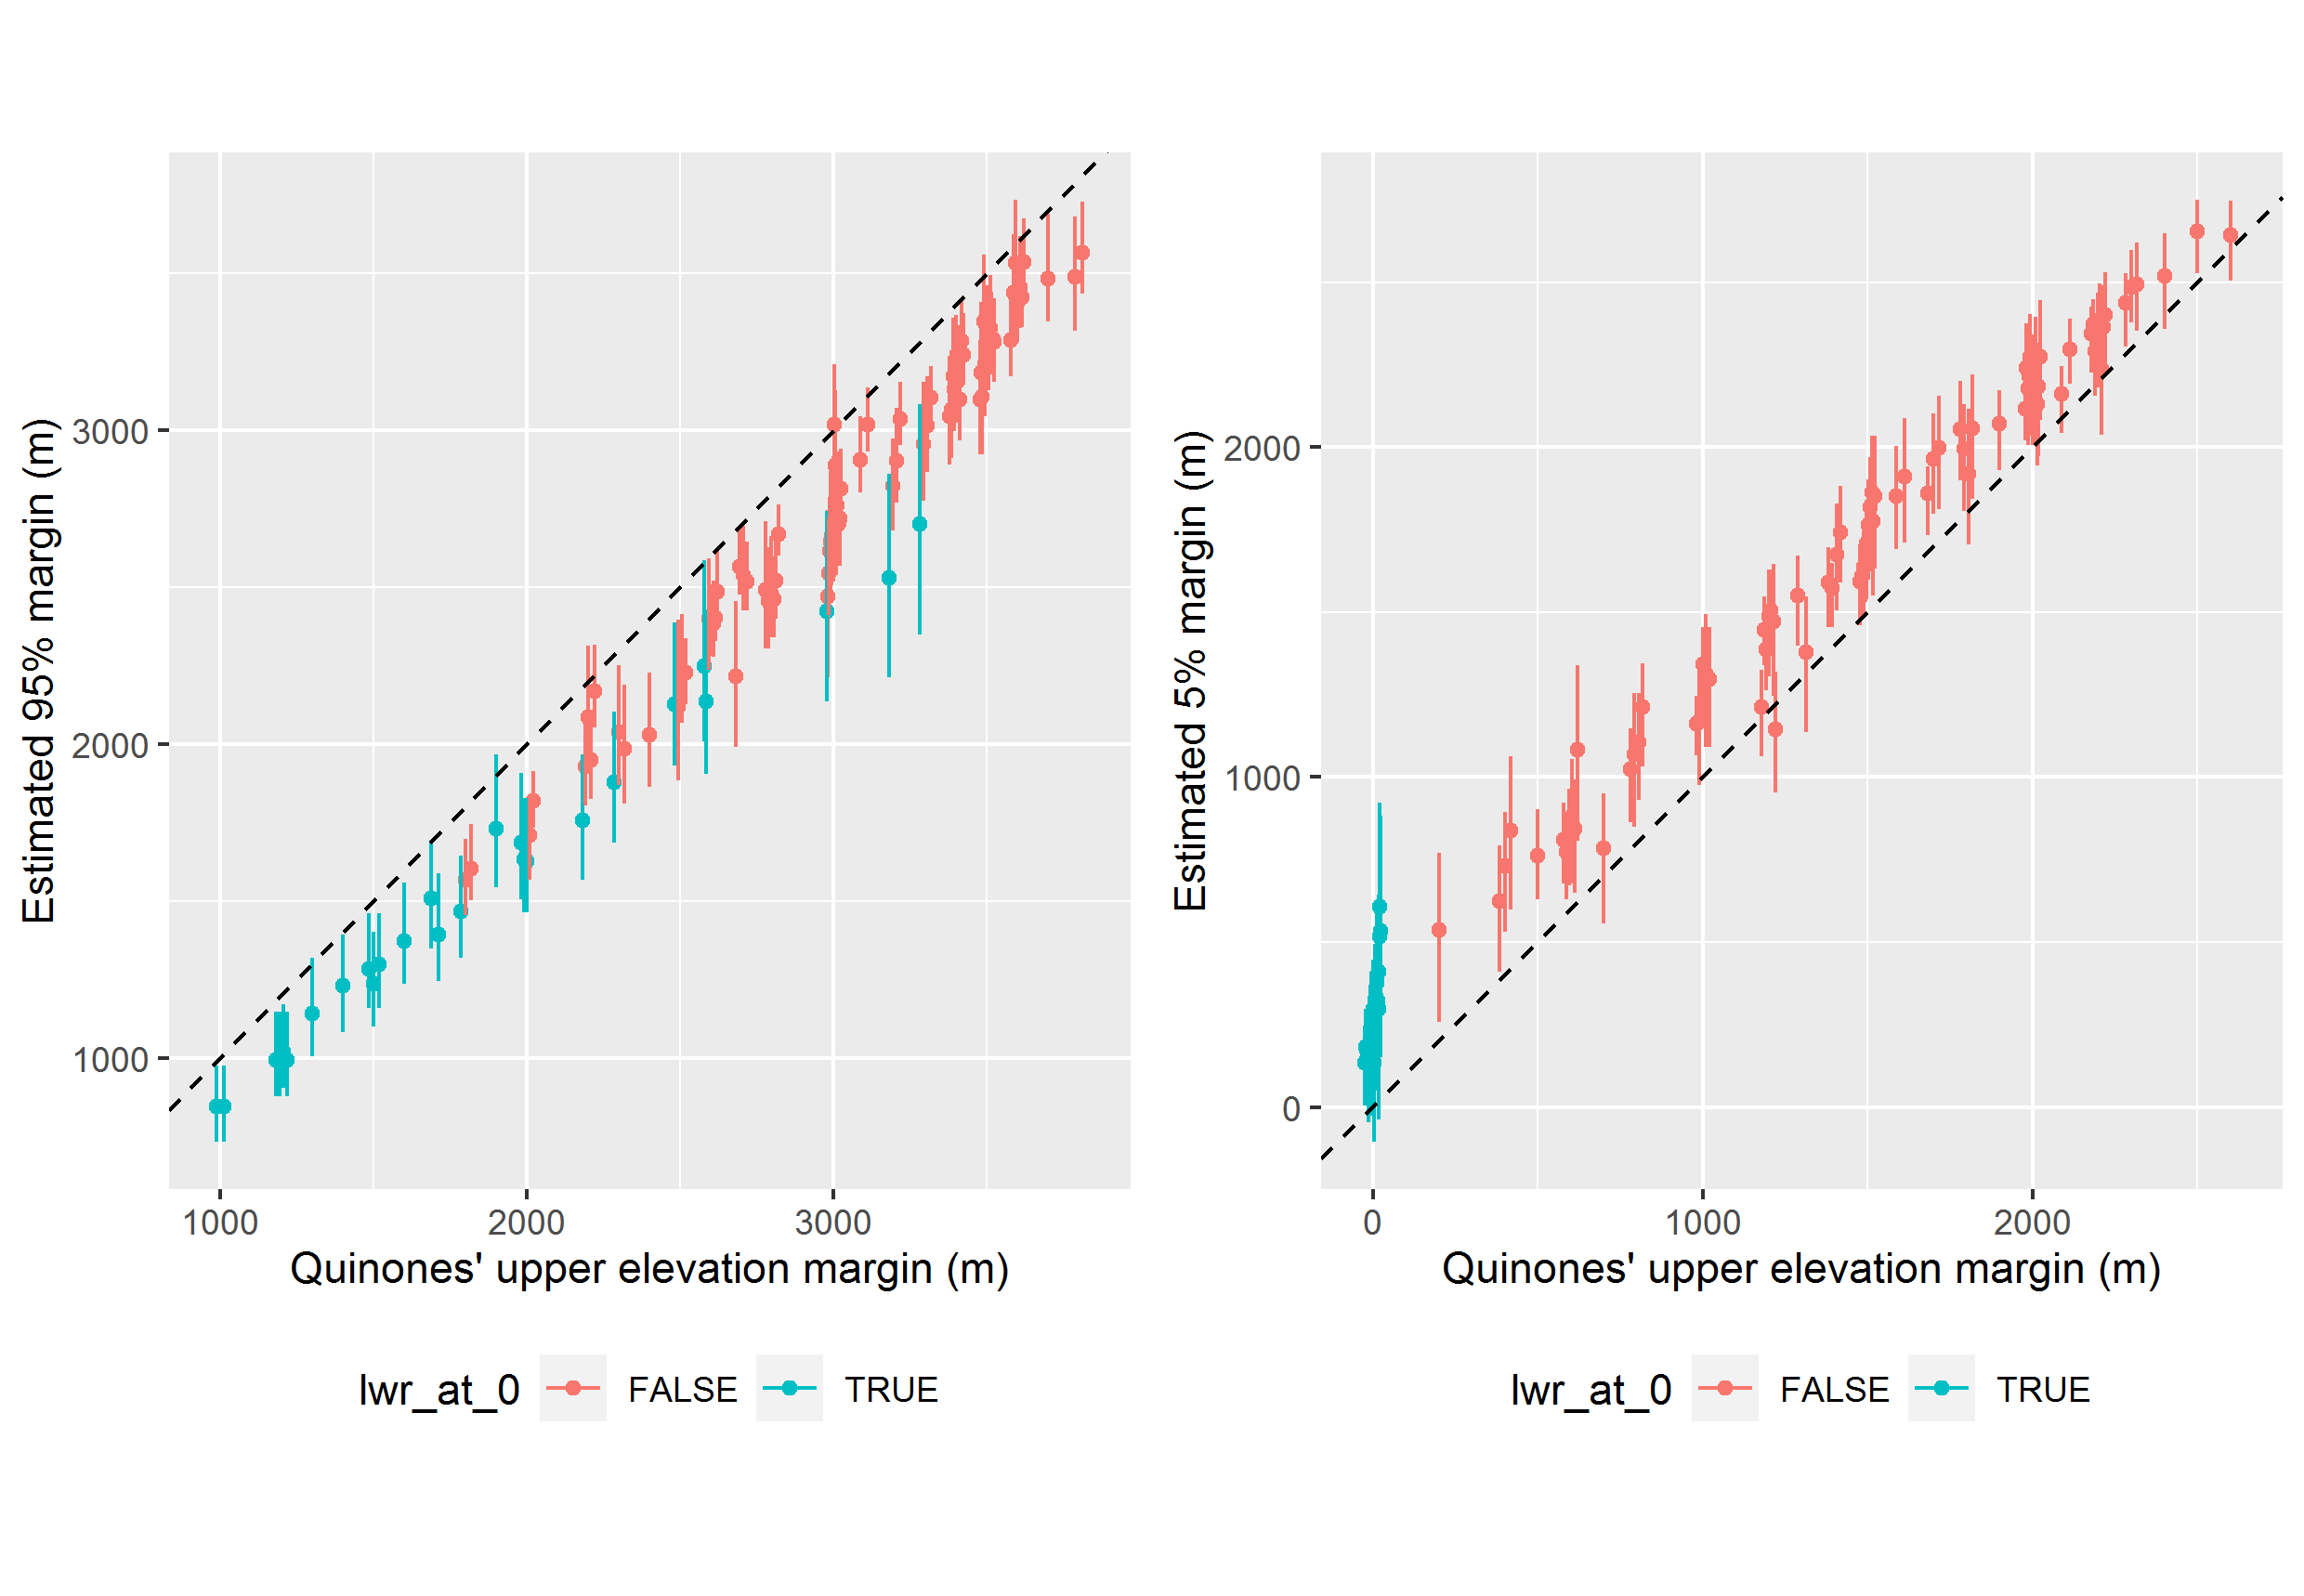 Estimated 95% margin (m)
3000
2000
1000
1000 2000 3000
Quinones' upper elevation margin (m)
lwr_at_0 FALSE TRUE
Estimated 5% margin (m)
2000
1000
0
0 1000 2000
Quinones' upper elevation margin (m)
lwr_at_0 FALSE TRUE